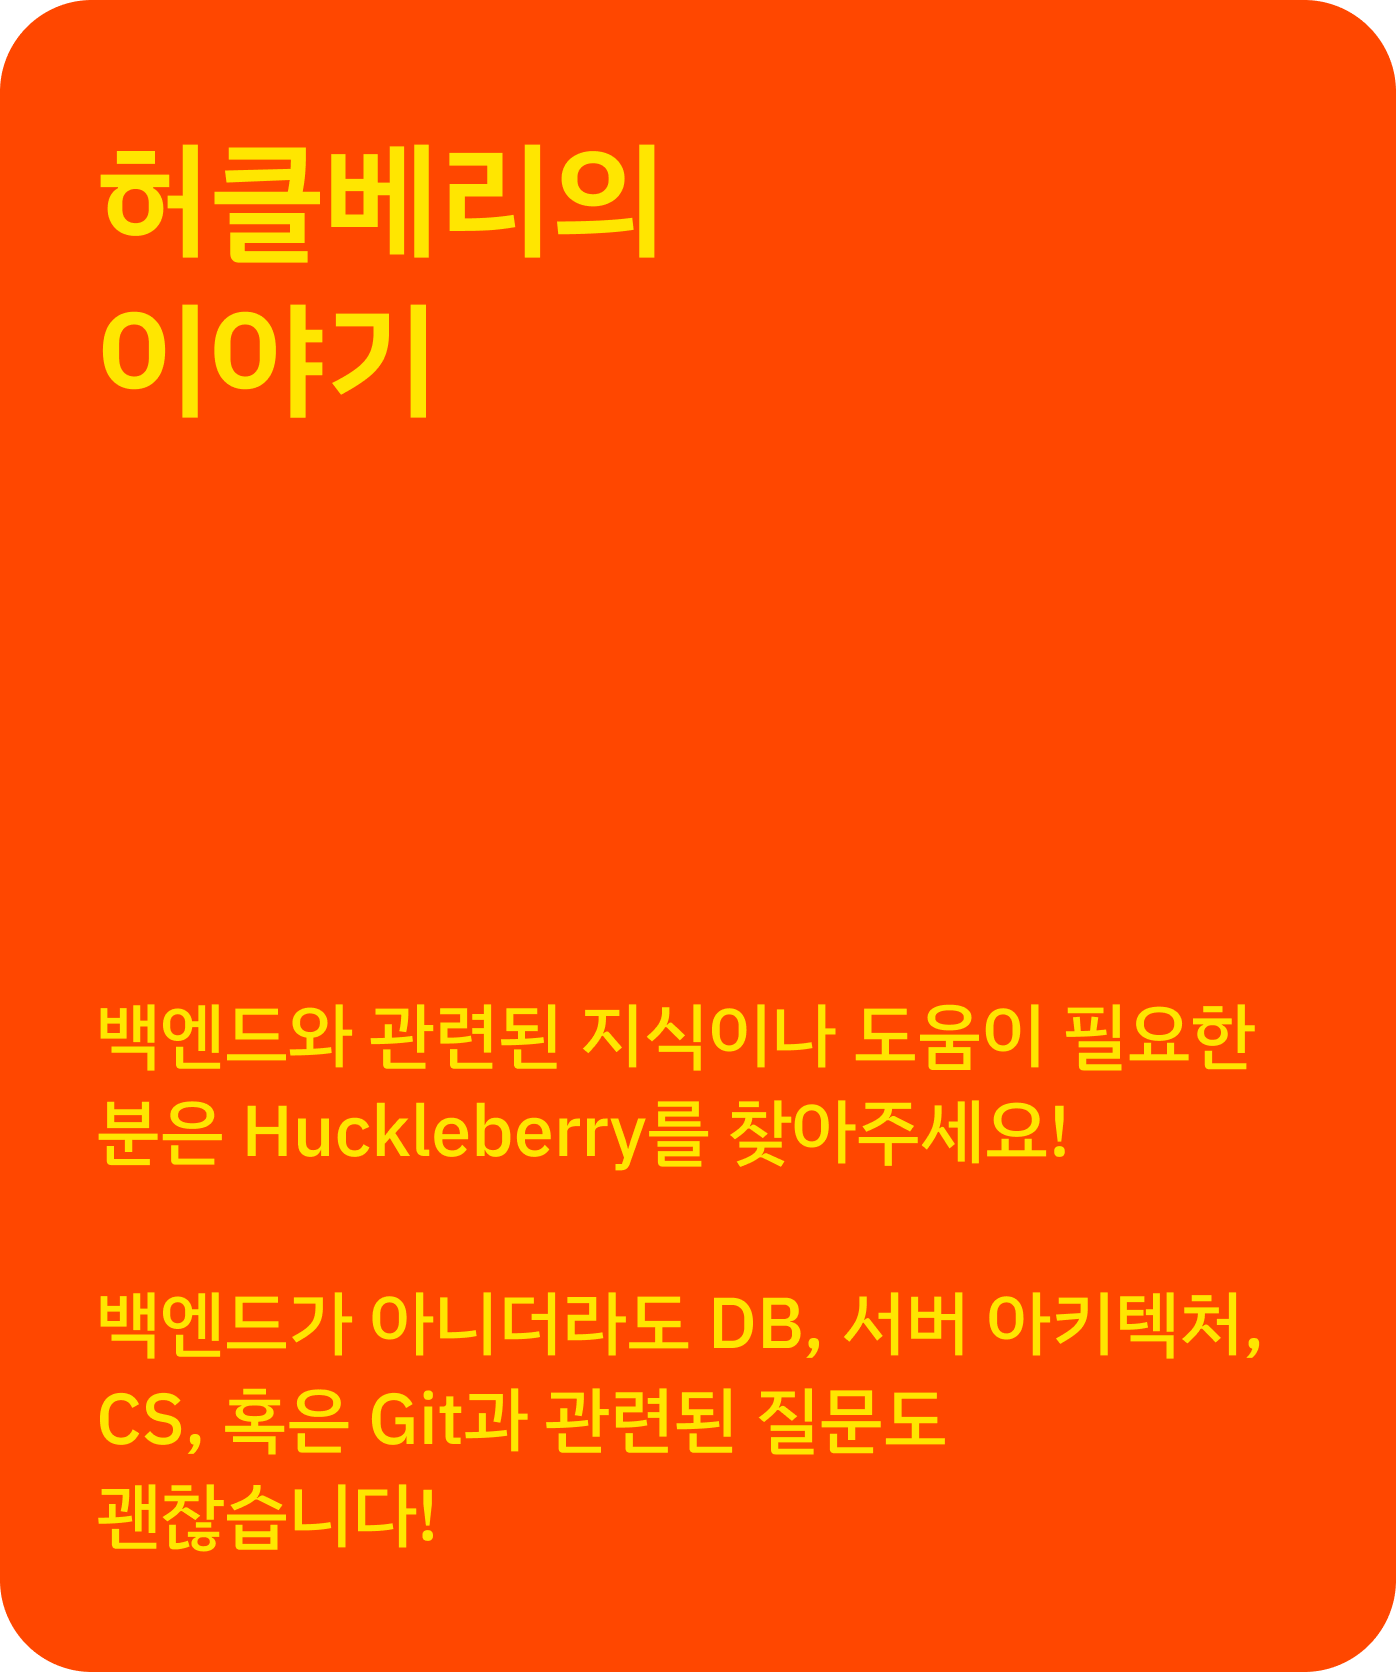 허클베리의
이야기
백엔드와 관련된 지식이나 도움이 필요한
분은 Huckleberry를 찾아주세요!
백엔드가 아니더라도 DB, 서버 아키텍처,
CS, 혹은 Git과 관련된 질문도
괜찮습니다!